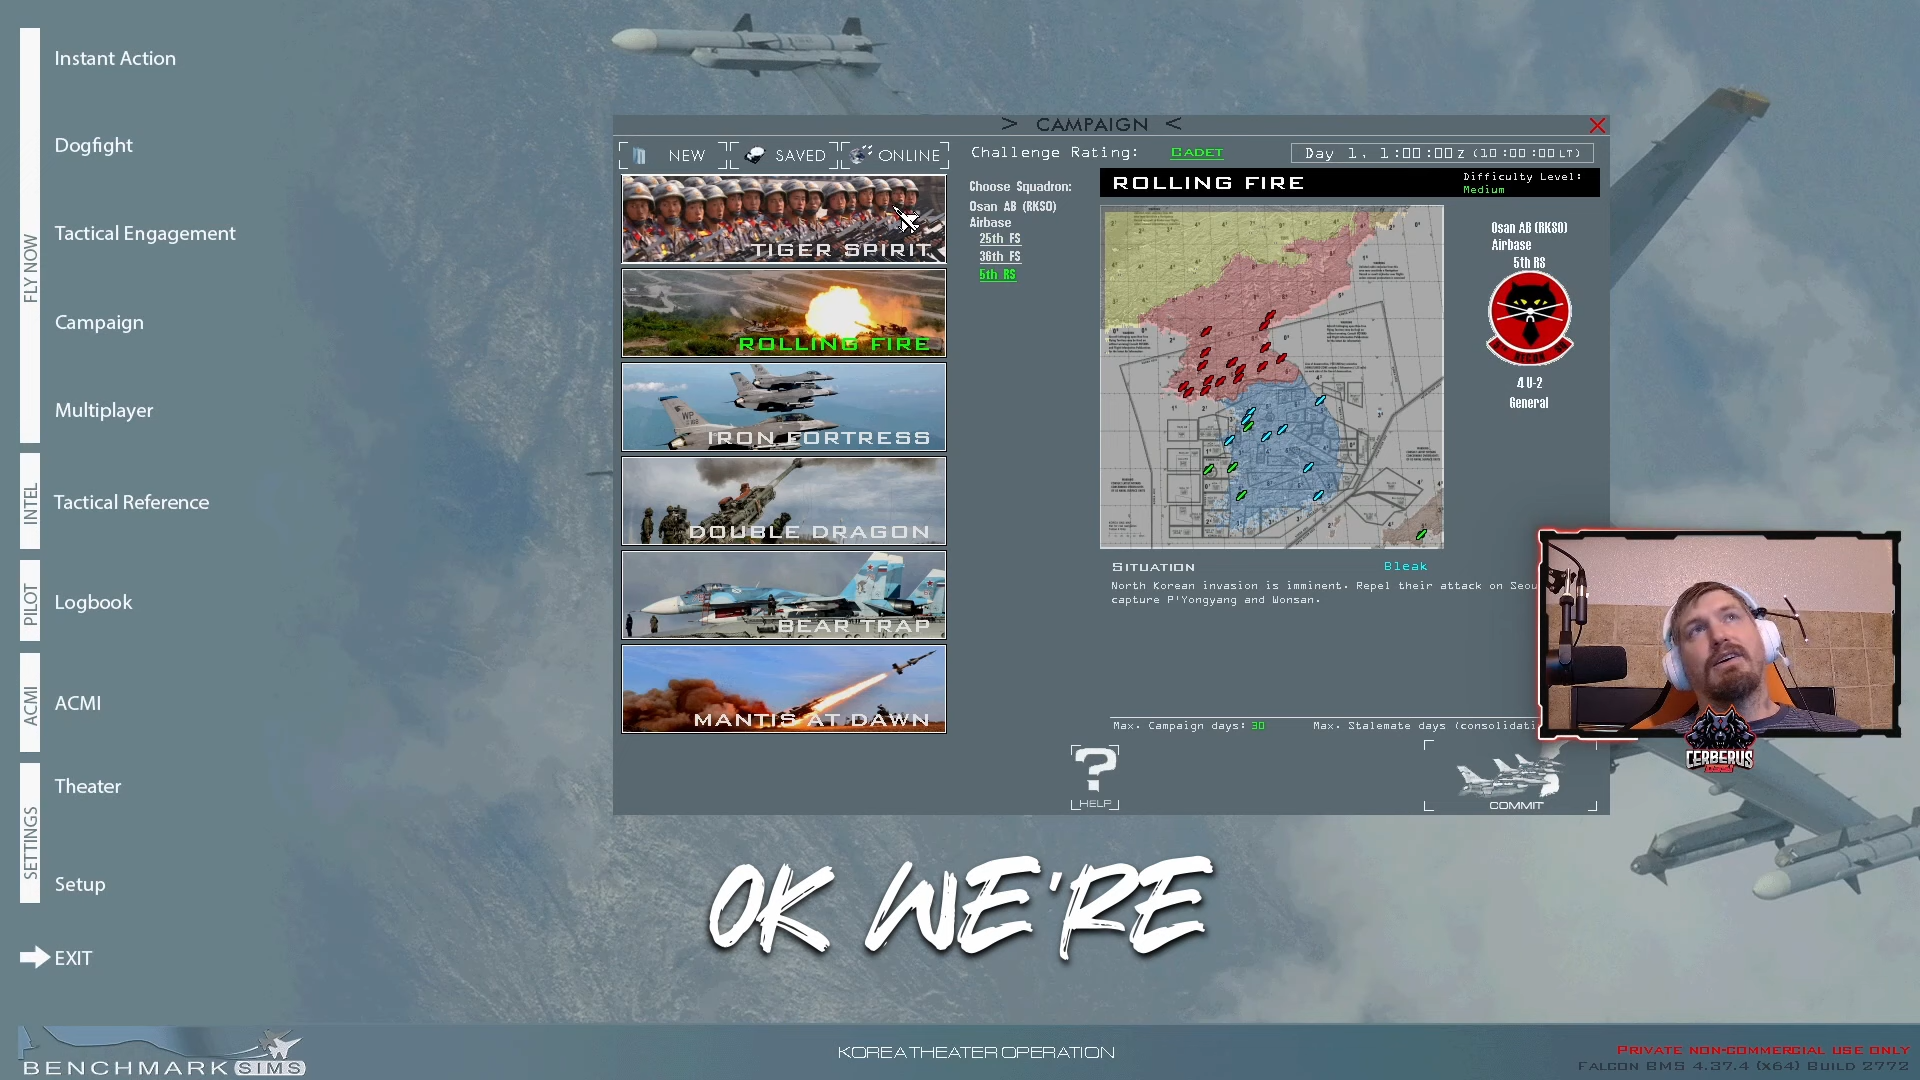 Instant Action
Dogfight
Tactical Engagement
Campaign
Multiplayer
FLY NOW
Tactical Reference
INTEL
Logbook
PILOT
ACMI
ACMI
Theater
Setup
SETTINGS
EXIT
> CAMPAIGN <
NEW
SAVED
ONLINE
Challenge Rating: CADET
Day 1, 1:00:00z (10:00:00LT)
TIGER SPIRIT
ROLLING FIRE
IRON FORTRESS
DOUBLE DRAGON
BEAR TRAP
MANTIS AT DAWN
Choose Squadron:
Osan AB (RKSO)
Airbase
25th FS
36th FS
5th RS
ROLLING FIRE
Difficulty Level:
Medium
Osan AB (RKSO)
Airbase
5th RS
RECON
4 U-2
General
SITUATION
Bleak
North Korean invasion is imminent. Repel their attack on Seou
capture P'Yongyang and Wonsan.
Max. Campaign days: 30
Max. Stalemate days (consolidati
? HELP
COMMIT
CERBERUS
OK WE'RE
BENCHMARK SIMS
KOREA THEATER OPERATION
PRIVATE NON-COMMERCIAL USE ONLY
FALCON BMS 4.37.4 (X64) BUILD 2772